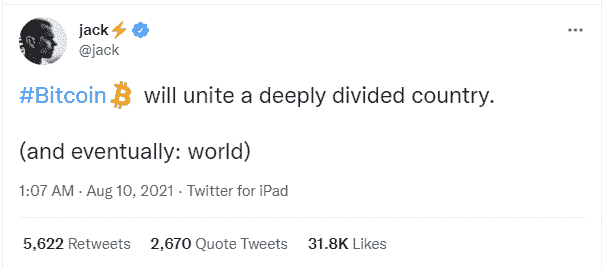 jack⚡
@jack
#Bitcoin₿ will unite a deeply divided country.
(and eventually: world)
1:07 AM · Aug 10, 2021 · Twitter for iPad
5,622 Retweets 2,670 Quote Tweets 31.8K Likes